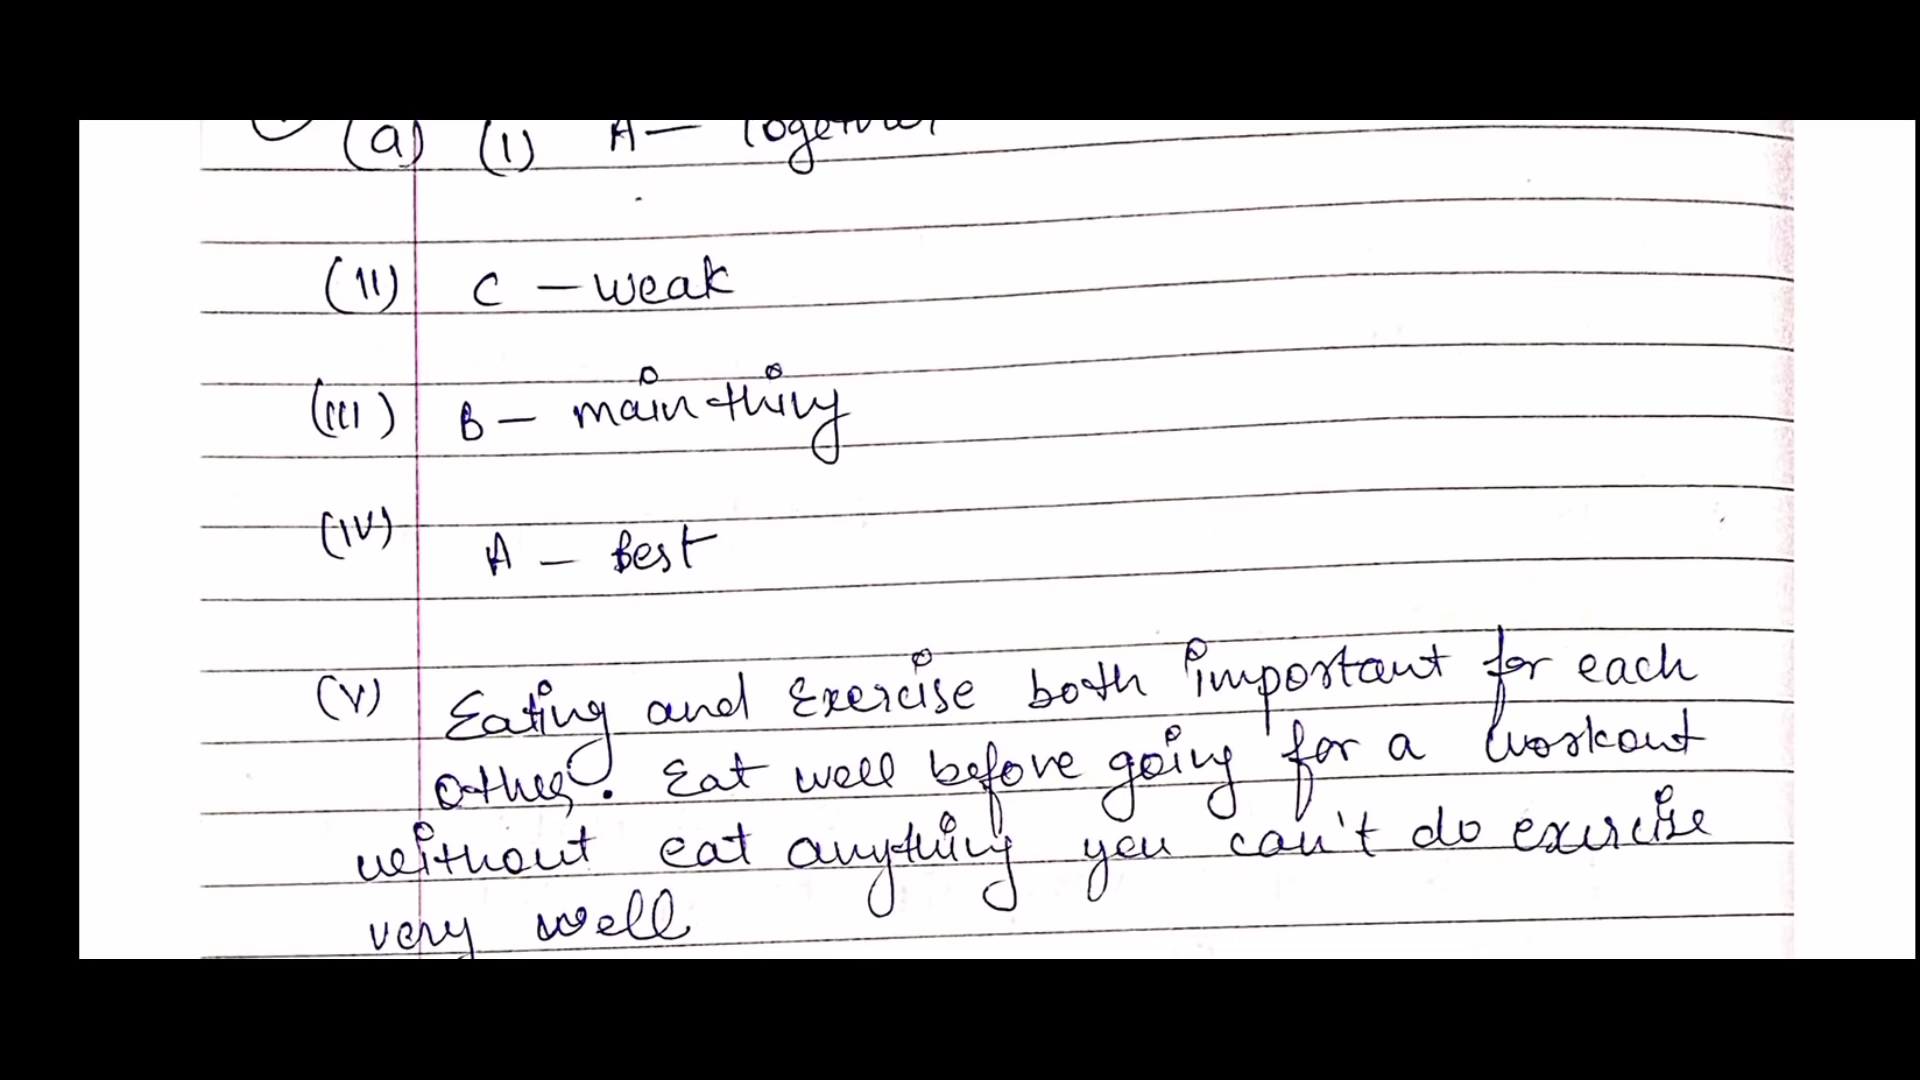 (a) (I) A — Together
(II) C — weak
(III) B — main thing
(IV) A — Best
(V) Eating and Exercise both important for each
other. Eat well before going for a workout
without eat anything you can't do exercise
very well